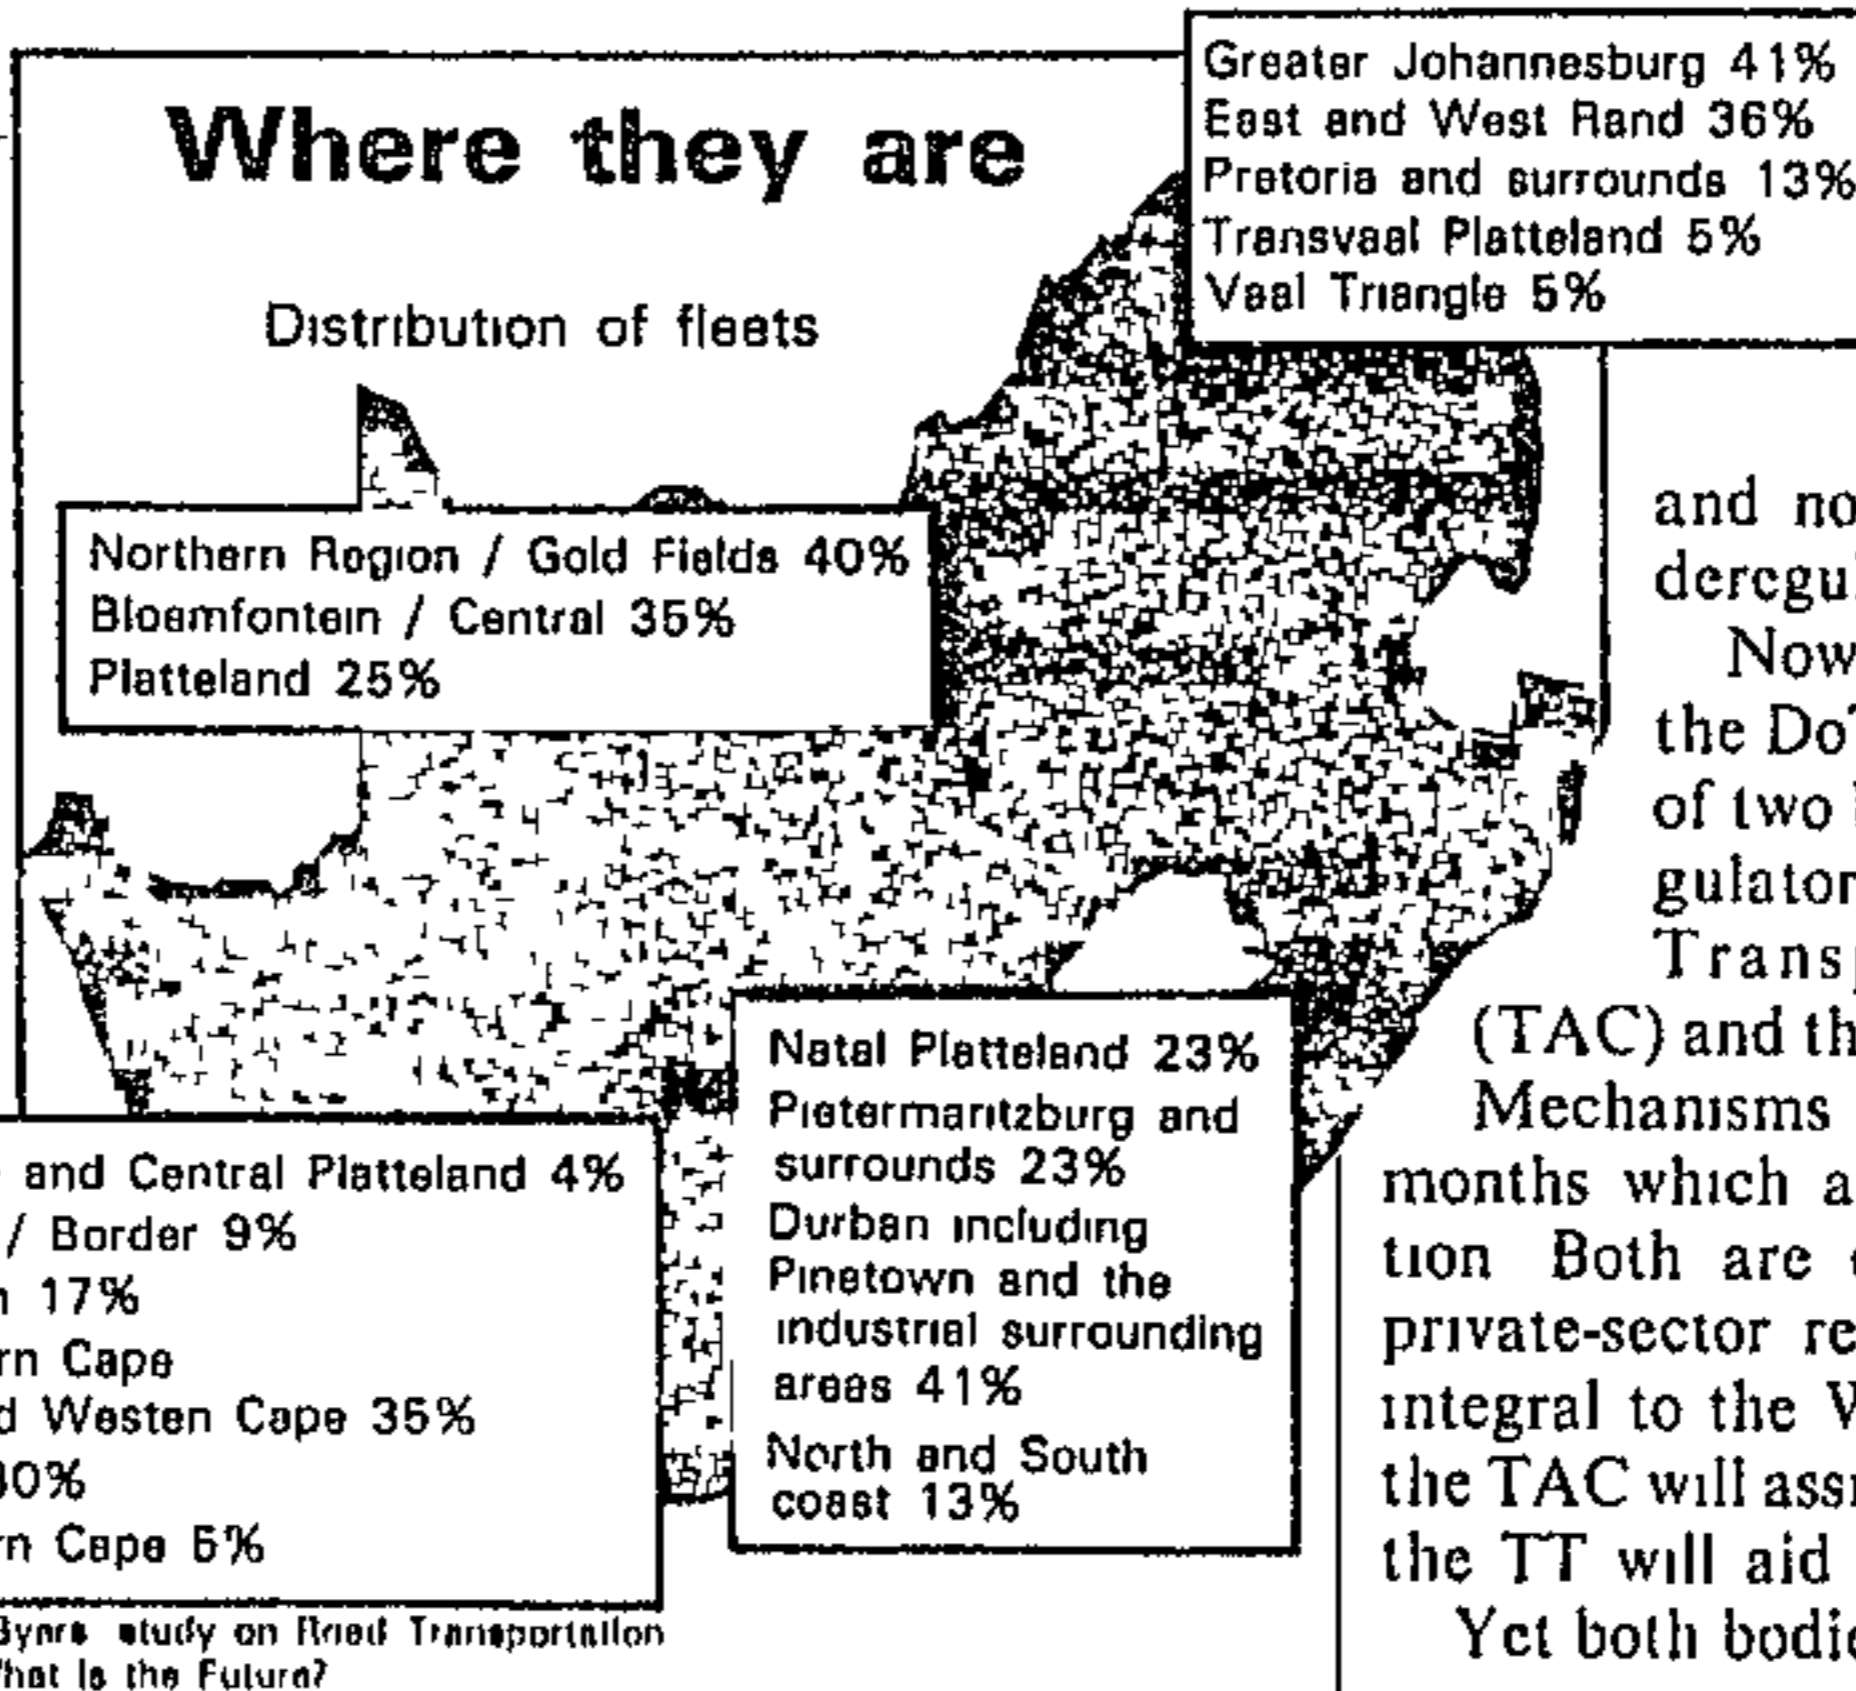 Where they are
Distribution of fleets
Greater Johannesburg 41%
East and West Rand 36%
Pretoria and surrounds 13%
Transvaal Platteland 5%
Vaal Triangle 5%
Northern Region / Gold Fields 40%
Bloemfontein / Central 35%
Platteland 25%
Natal Platteland 23%
Pietermaritzburg and
surrounds 23%
Durban including
Pinetown and the
industrial surrounding
areas 41%
North and South
coast 13%
and Central Platteland 4%
/ Border 9%
17%
rn Cape
d Westen Cape 35%
0%
rn Cape 5%
study on Road Transportation
hat Is the Future?
and no
deregu
Now
the DoT
of two
gulator
Transp
(TAC) and th
Mechanisms
months which a
tion Both are
private-sector re
integral to the
the TAC will assi
the TT will aid
Yet both bodie